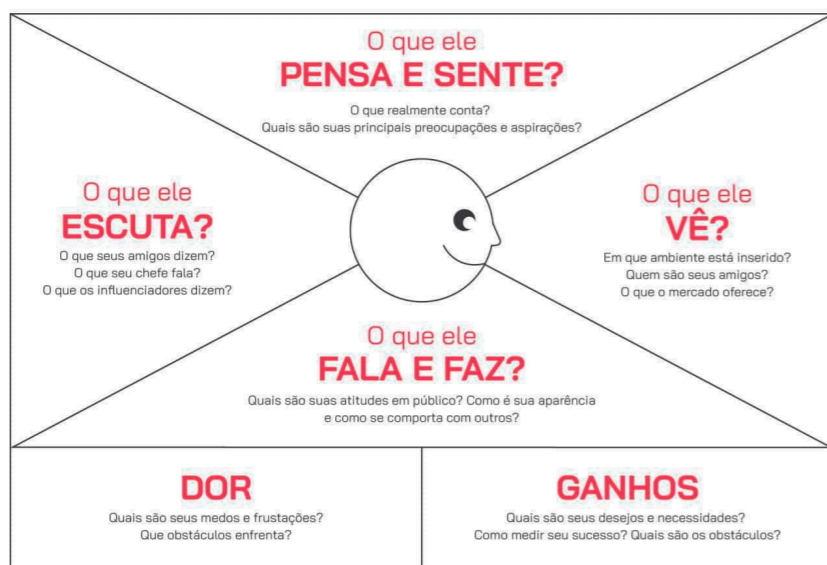 O que ele
PENSA E SENTE?
O que realmente conta?
Quais são suas principais preocupações e aspirações?
O que ele
ESCUTA?
O que seus amigos dizem?
O que seu chefe fala?
O que os influenciadores dizem?
O que ele
VÊ?
Em que ambiente está inserido?
Quem são seus amigos?
O que o mercado oferece?
O que ele
FALA E FAZ?
Quais são suas atitudes em público? Como é sua aparência
e como se comporta com outros?
DOR
Quais são seus medos e frustações?
Que obstáculos enfrenta?
GANHOS
Quais são seus desejos e necessidades?
Como medir seu sucesso? Quais são os obstáculos?